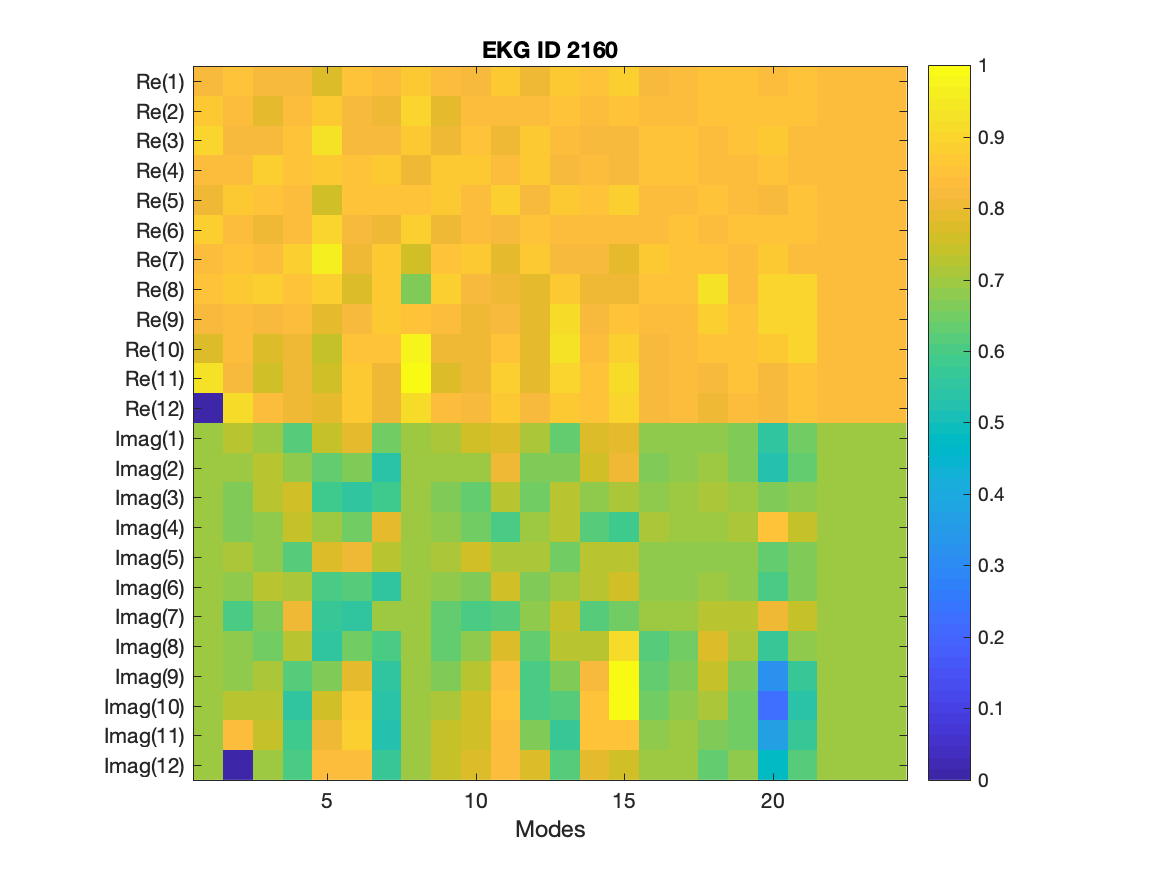 EKG ID 2160
Re(1)
Re(2)
Re(3)
Re(4)
Re(5)
Re(6)
Re(7)
Re(8)
Re(9)
Re(10)
Re(11)
Re(12)
Imag(1)
Imag(2)
Imag(3)
Imag(4)
Imag(5)
Imag(6)
Imag(7)
Imag(8)
Imag(9)
Imag(10)
Imag(11)
Imag(12)
5 10 15 20
Modes
1
0.9
0.8
0.7
0.6
0.5
0.4
0.3
0.2
0.1
0